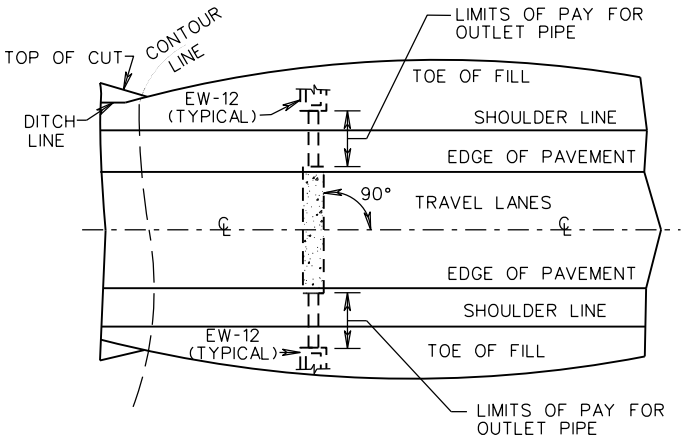 LIMITS OF PAY FOR
OUTLET PIPE
CONTOUR
LINE
TOP OF CUT
TOE OF FILL
EW-12
(TYPICAL)
DITCH
LINE
SHOULDER LINE
EDGE OF PAVEMENT
90°
TRAVEL LANES
℄
℄
EDGE OF PAVEMENT
SHOULDER LINE
EW-12
(TYPICAL)
TOE OF FILL
LIMITS OF PAY FOR
OUTLET PIPE